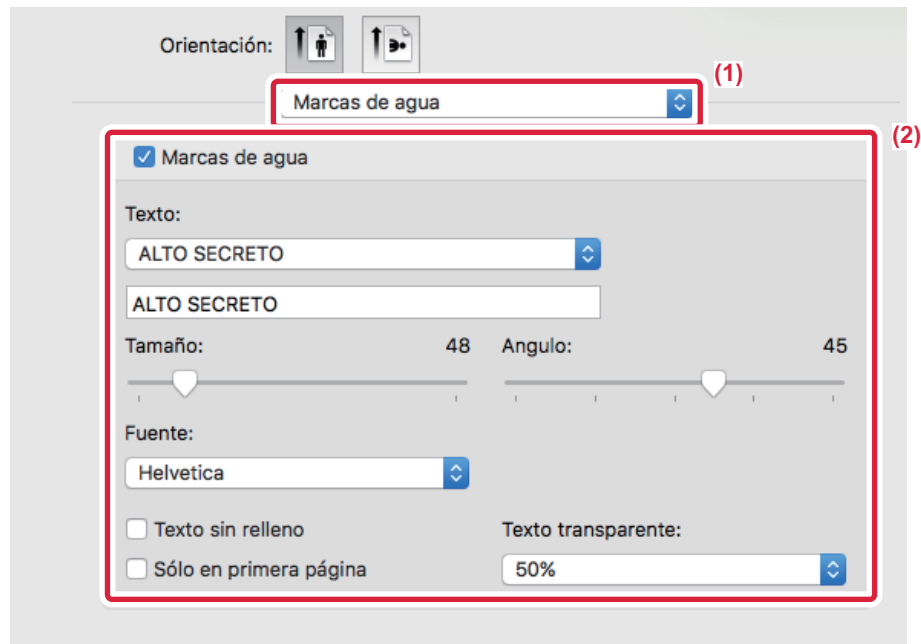 Orientación:
(1)
Marcas de agua
(2)
Marcas de agua
Texto:
ALTO SECRETO
ALTO SECRETO
Tamaño: 48 Angulo: 45
Fuente:
Helvetica
Texto sin relleno Texto transparente:
Sólo en primera página 50%